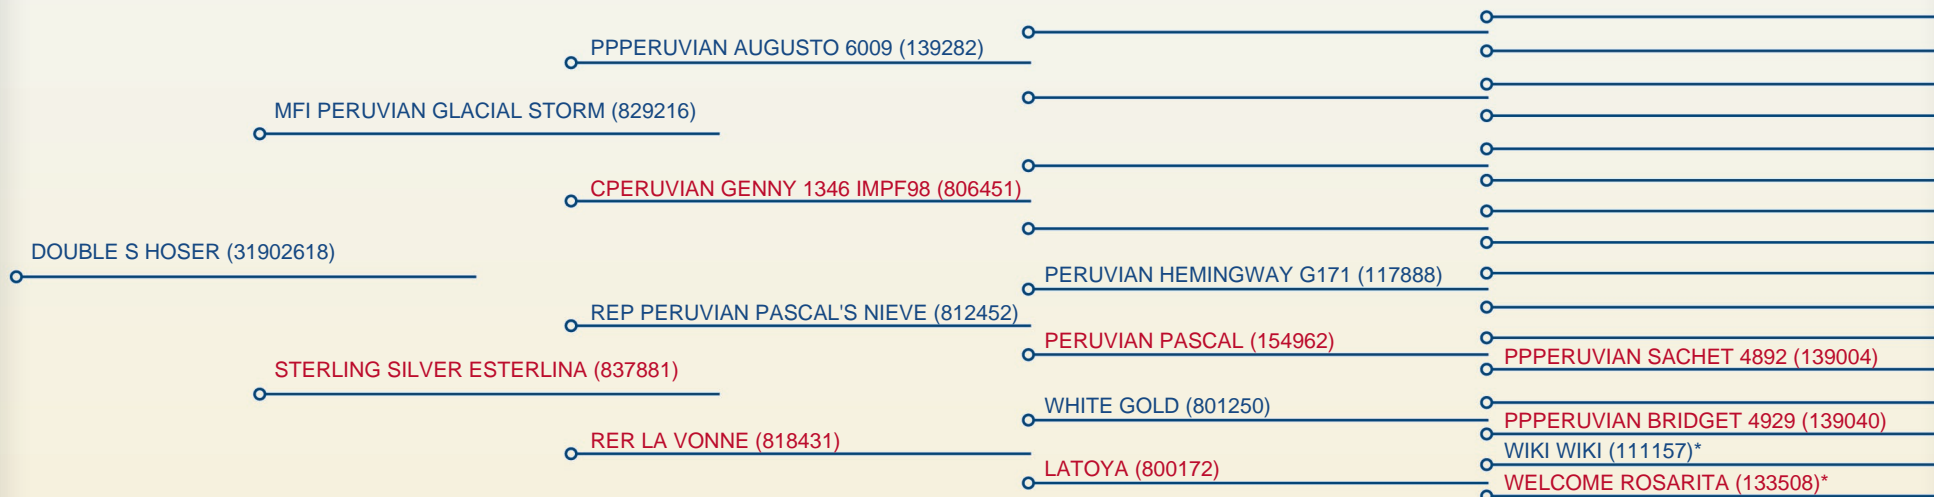 PPPERUVIAN AUGUSTO 6009 (139282)
MFI PERUVIAN GLACIAL STORM (829216)
CPERUVIAN GENNY 1346 IMPF98 (806451)
DOUBLE S HOSER (31902618)
PERUVIAN HEMINGWAY G171 (117888)
REP PERUVIAN PASCAL'S NIEVE (812452)
PERUVIAN PASCAL (154962)
PPPERUVIAN SACHET 4892 (139004)
STERLING SILVER ESTERLINA (837881)
WHITE GOLD (801250)
PPPERUVIAN BRIDGET 4929 (139040)
RER LA VONNE (818431)
WIKI WIKI (111157)*
LATOYA (800172)
WELCOME ROSARITA (133508)*